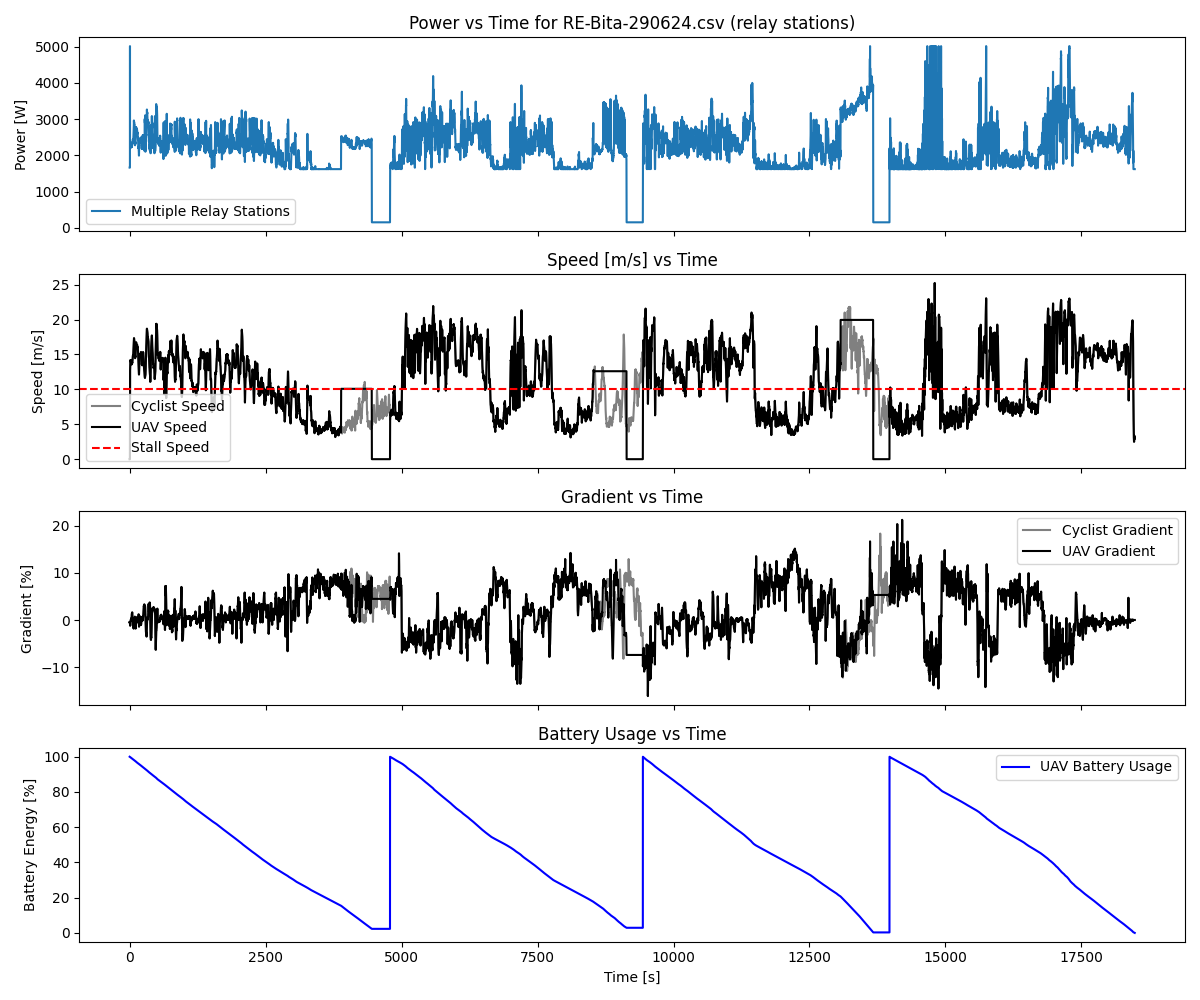 Power vs Time for RE-Bita-290624.csv (relay stations)
5000
4000
3000
2000
1000
0
Power [W]
Multiple Relay Stations
Speed [m/s] vs Time
25
20
15
10
5
0
Speed [m/s]
Cyclist Speed
UAV Speed
Stall Speed
Gradient vs Time
20
10
0
−10
Gradient [%]
Cyclist Gradient
UAV Gradient
Battery Usage vs Time
100
80
60
40
20
0
Battery Energy [%]
UAV Battery Usage
0 2500 5000 7500 10000 12500 15000 17500
Time [s]